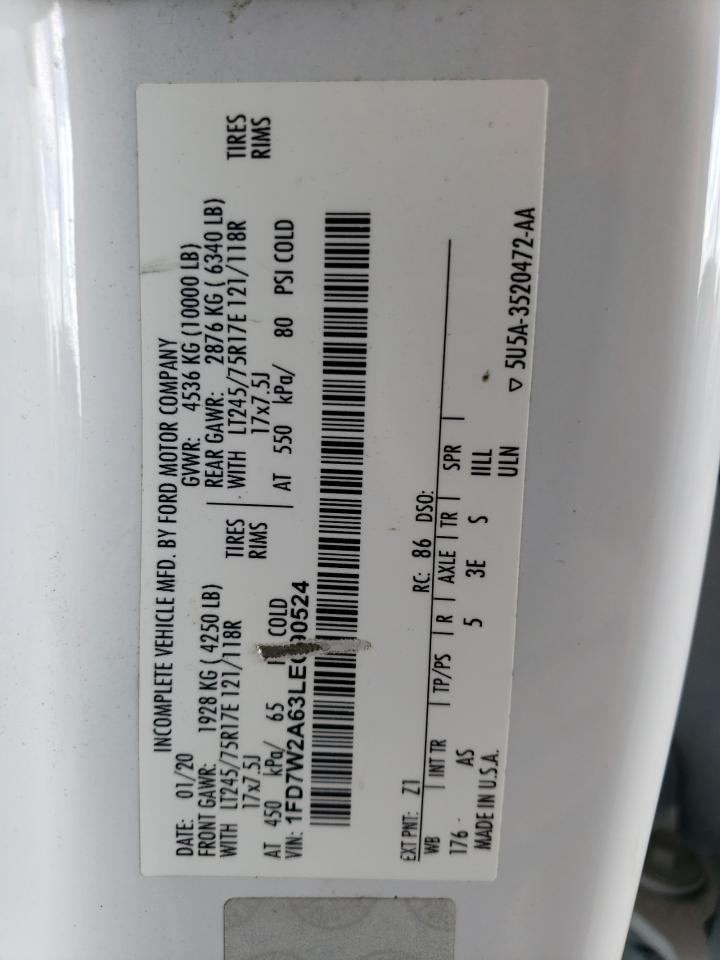 INCOMPLETE VEHICLE MFD. BY FORD MOTOR COMPANY
DATE: 01/20 GVWR: 4536 KG (10000 LB)
FRONT GAWR: 1928 KG ( 4250 LB) REAR GAWR: 2876 KG ( 6340 LB)
WITH LT245/75R17E 121/118R TIRES WITH LT245/75R17E 121/118R TIRES
17x7.5J RIMS 17x7.5J RIMS
AT 450 kPa/ 65 COLD AT 550 kPa/ 80 PSI COLD
VIN: 1FD7W2A63LEC90524
EXT PNT: Z1 RC: 86 DSO:
WB | INT TR | TP/PS | R | AXLE | TR | SPR |
176 AS 5 3E S IILL
MADE IN U.S.A. ULN ▽ 5U5A-3520472-AA